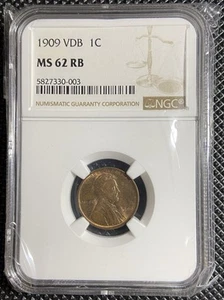 1909 VDB 1C
MS 62 RB
5827330-003
NUMISMATIC GUARANTY CORPORATION
NGC